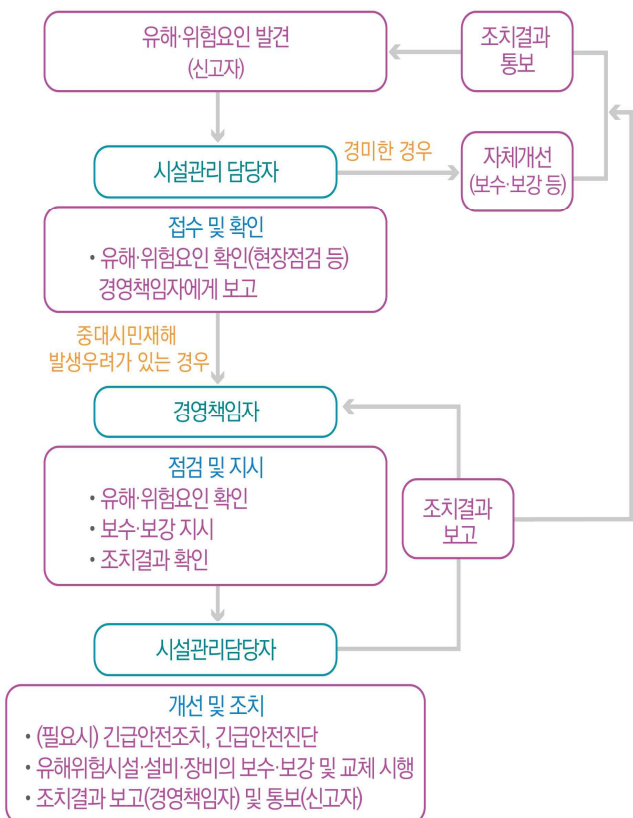 유해·위험요인 발견
(신고자)
조치결과
통보
시설관리 담당자
경미한 경우
자체개선
(보수·보강 등)
접수 및 확인
• 유해·위험요인 확인(현장점검 등)
경영책임자에게 보고
중대시민재해
발생우려가 있는 경우
경영책임자
점검 및 지시
• 유해·위험요인 확인
• 보수·보강 지시
• 조치결과 확인
조치결과
보고
시설관리담당자
개선 및 조치
• (필요시) 긴급안전조치, 긴급안전진단
• 유해위험시설·설비·장비의 보수·보강 및 교체 시행
• 조치결과 보고(경영책임자) 및 통보(신고자)